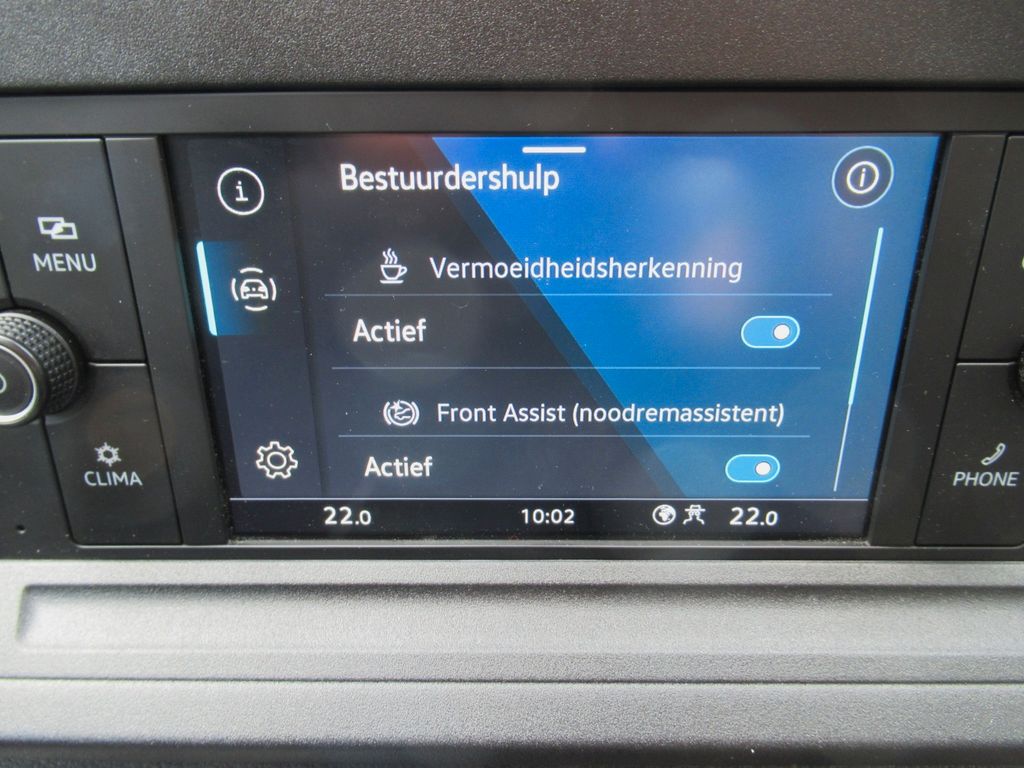 MENU
CLIMA
Bestuurdershulp
Vermoeidheidsherkenning
Actief
Front Assist (noodremassistent)
Actief
22.0 10:02 22.0
PHONE